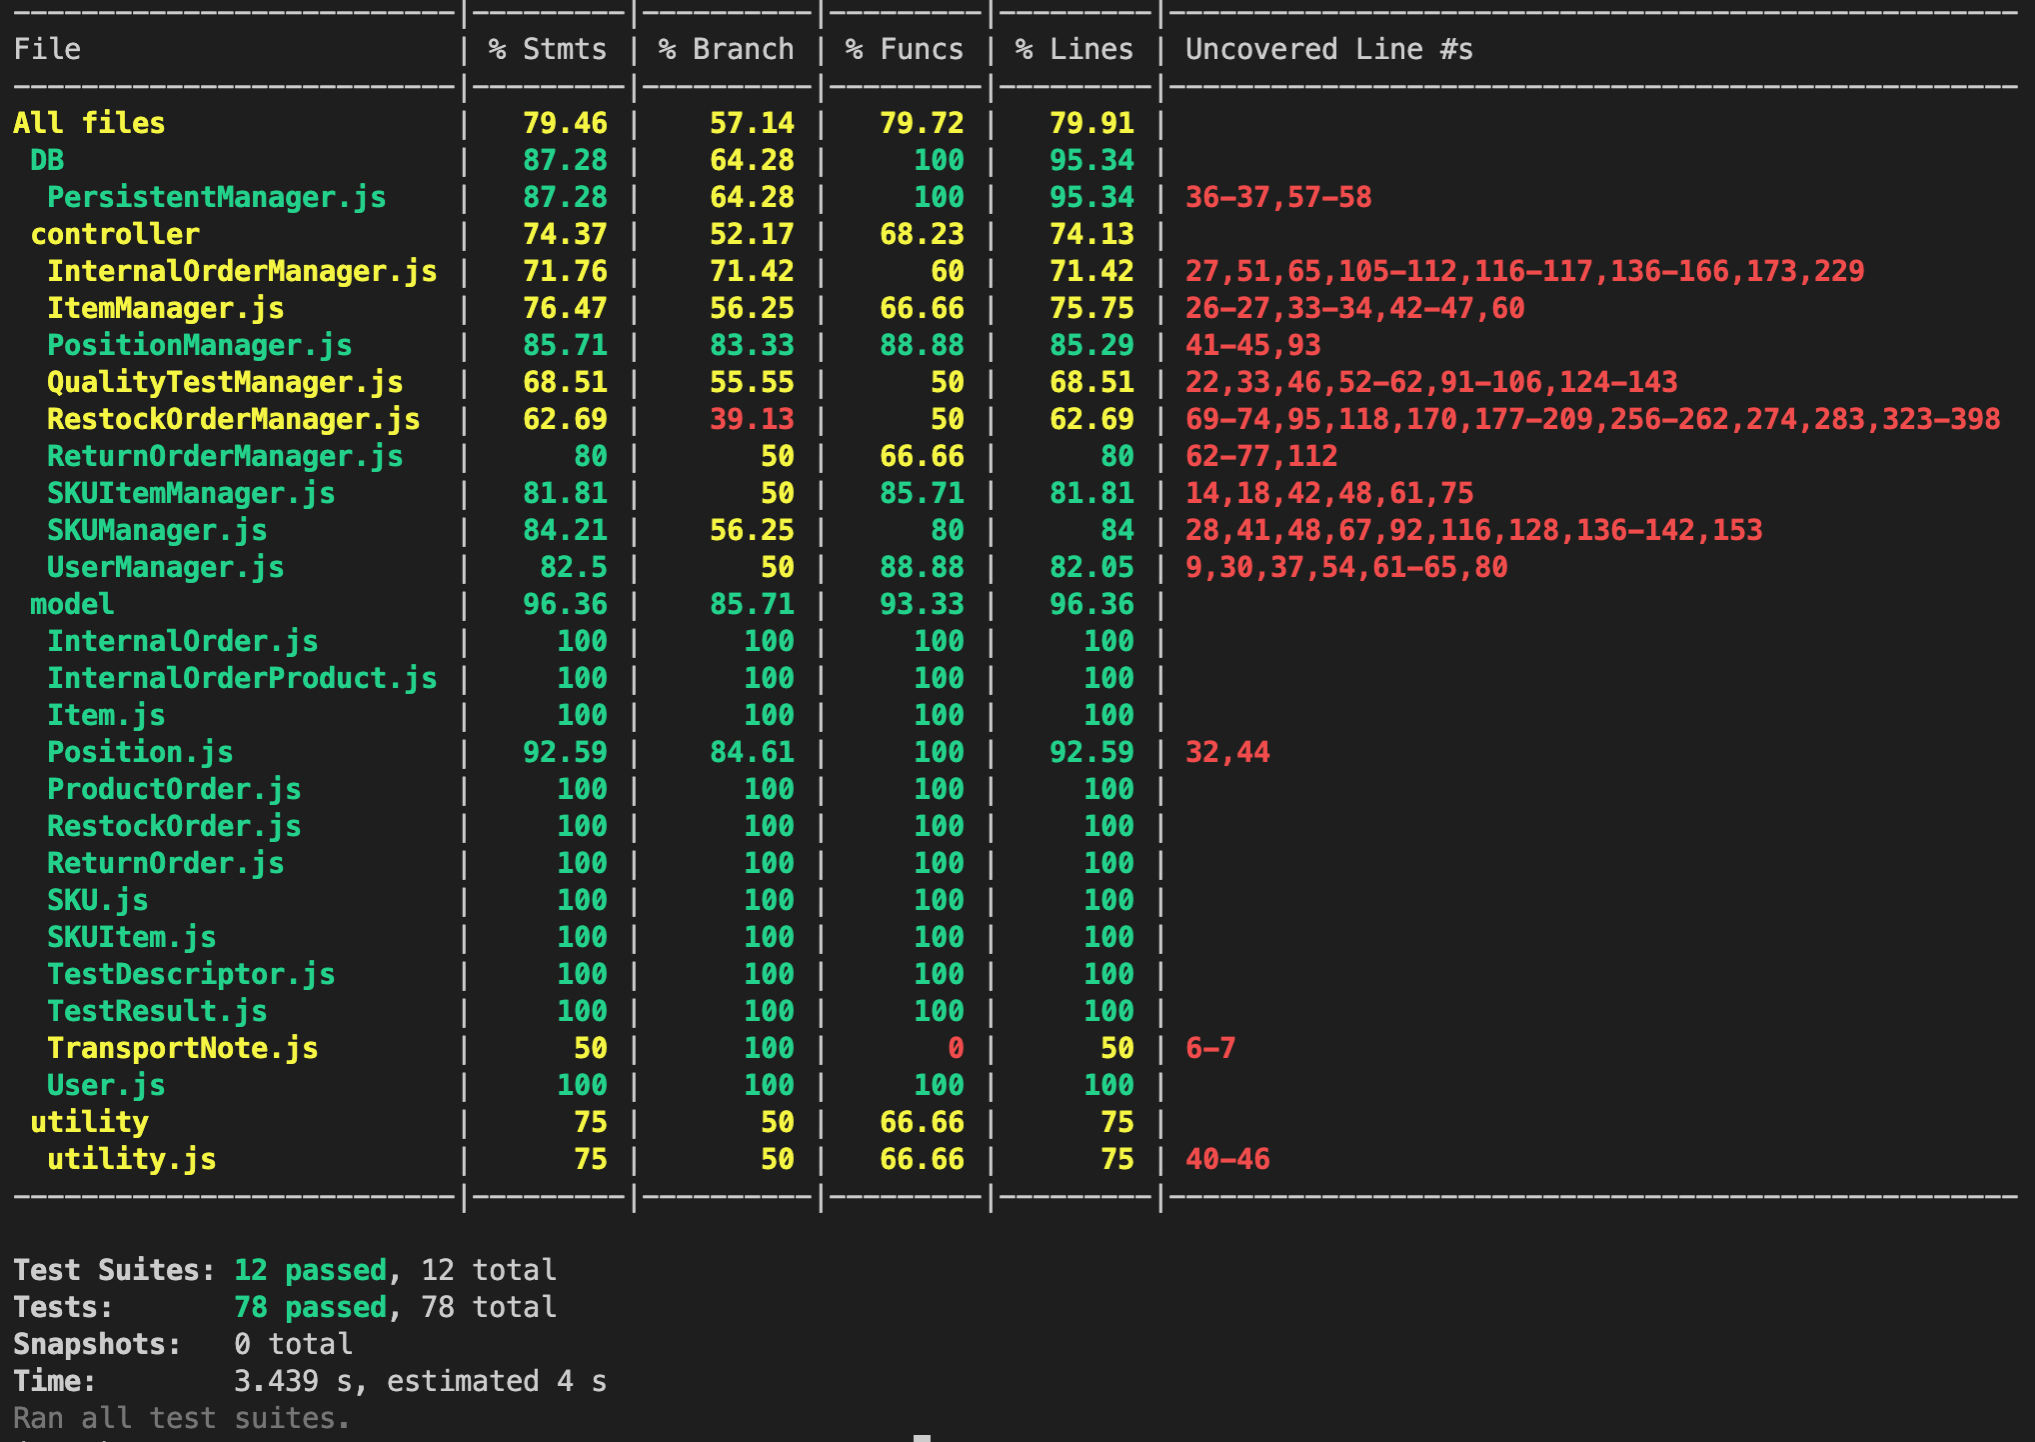 File | % Stmts | % Branch | % Funcs | % Lines | Uncovered Line #s
All files | 79.46 | 57.14 | 79.72 | 79.91 |
DB | 87.28 | 64.28 | 100 | 95.34 |
PersistentManager.js | 87.28 | 64.28 | 100 | 95.34 | 36-37,57-58
controller | 74.37 | 52.17 | 68.23 | 74.13 |
InternalOrderManager.js | 71.76 | 71.42 | 60 | 71.42 | 27,51,65,105-112,116-117,136-166,173,229
ItemManager.js | 76.47 | 56.25 | 66.66 | 75.75 | 26-27,33-34,42-47,60
PositionManager.js | 85.71 | 83.33 | 88.88 | 85.29 | 41-45,93
QualityTestManager.js | 68.51 | 55.55 | 50 | 68.51 | 22,33,46,52-62,91-106,124-143
RestockOrderManager.js | 62.69 | 39.13 | 50 | 62.69 | 69-74,95,118,170,177-209,256-262,274,283,323-398
ReturnOrderManager.js | 80 | 50 | 66.66 | 80 | 62-77,112
SKUItemManager.js | 81.81 | 50 | 85.71 | 81.81 | 14,18,42,48,61,75
SKUManager.js | 84.21 | 56.25 | 80 | 84 | 28,41,48,67,92,116,128,136-142,153
UserManager.js | 82.5 | 50 | 88.88 | 82.05 | 9,30,37,54,61-65,80
model | 96.36 | 85.71 | 93.33 | 96.36 |
InternalOrder.js | 100 | 100 | 100 | 100 |
InternalOrderProduct.js | 100 | 100 | 100 | 100 |
Item.js | 100 | 100 | 100 | 100 |
Position.js | 92.59 | 84.61 | 100 | 92.59 | 32,44
ProductOrder.js | 100 | 100 | 100 | 100 |
RestockOrder.js | 100 | 100 | 100 | 100 |
ReturnOrder.js | 100 | 100 | 100 | 100 |
SKU.js | 100 | 100 | 100 | 100 |
SKUItem.js | 100 | 100 | 100 | 100 |
TestDescriptor.js | 100 | 100 | 100 | 100 |
TestResult.js | 100 | 100 | 100 | 100 |
TransportNote.js | 50 | 100 | 0 | 50 | 6-7
User.js | 100 | 100 | 100 | 100 |
utility | 75 | 50 | 66.66 | 75 |
utility.js | 75 | 50 | 66.66 | 75 | 40-46
Test Suites: 12 passed, 12 total
Tests: 78 passed, 78 total
Snapshots: 0 total
Time: 3.439 s, estimated 4 s
Ran all test suites.